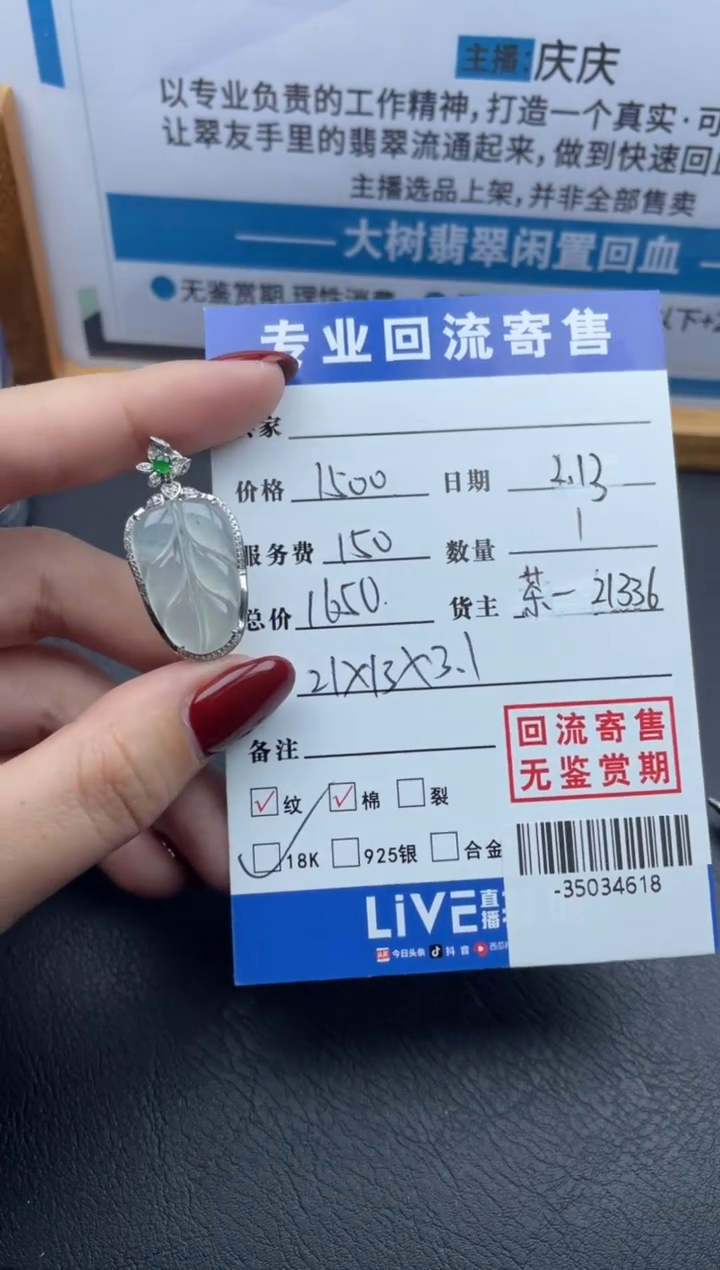 主播:庆庆
以专业负责的工作精神,打造一个真实·可
让翠友手里的翡翠流通起来,做到快速回血
主播选品上架,并非全部售卖
大树翡翠闲置回血
无鉴赏期 理性消费
以下+
专业回流寄售
家
价格 1500 日期 2.13
服务费 150 数量 1
总价 1650. 货主 茶一 21336
21×13×3.1
备注
回流寄售
无鉴赏期
纹 棉 裂
18K 925银 合金
-35034618
LiVE直播
今日头条 抖音 西瓜